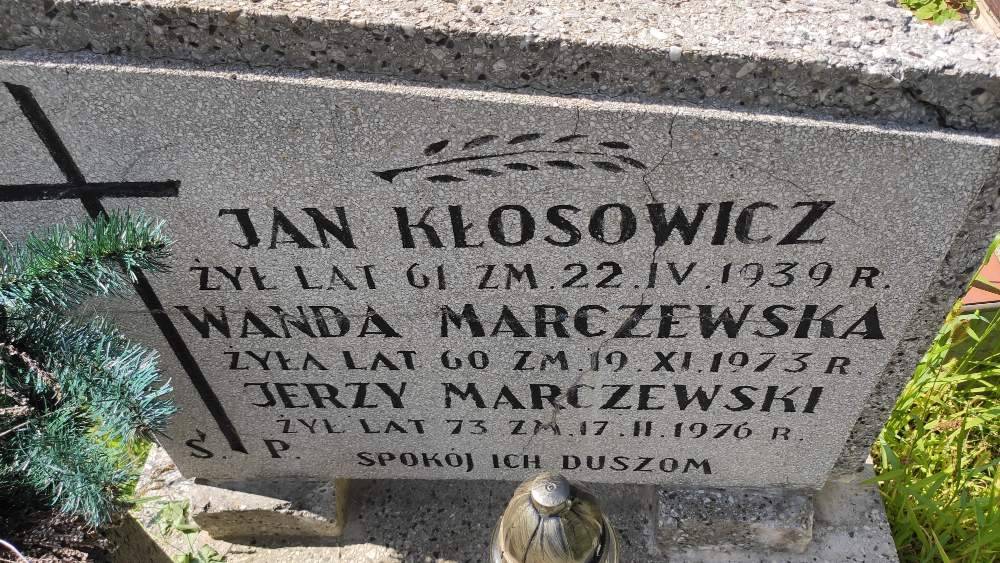 JAN KŁOSOWICZ
ŻYŁ LAT 61 ZM. 22. IV. 1939 R.
WANDA MARCZEWSKA
ŻYŁA LAT 60 ZM. 19. XI. 1973 R.
JERZY MARCZEWSKI
ŻYŁ LAT 73 ZM. 17. II. 1976 R.
Ś. P.
SPOKÓJ ICH DUSZOM